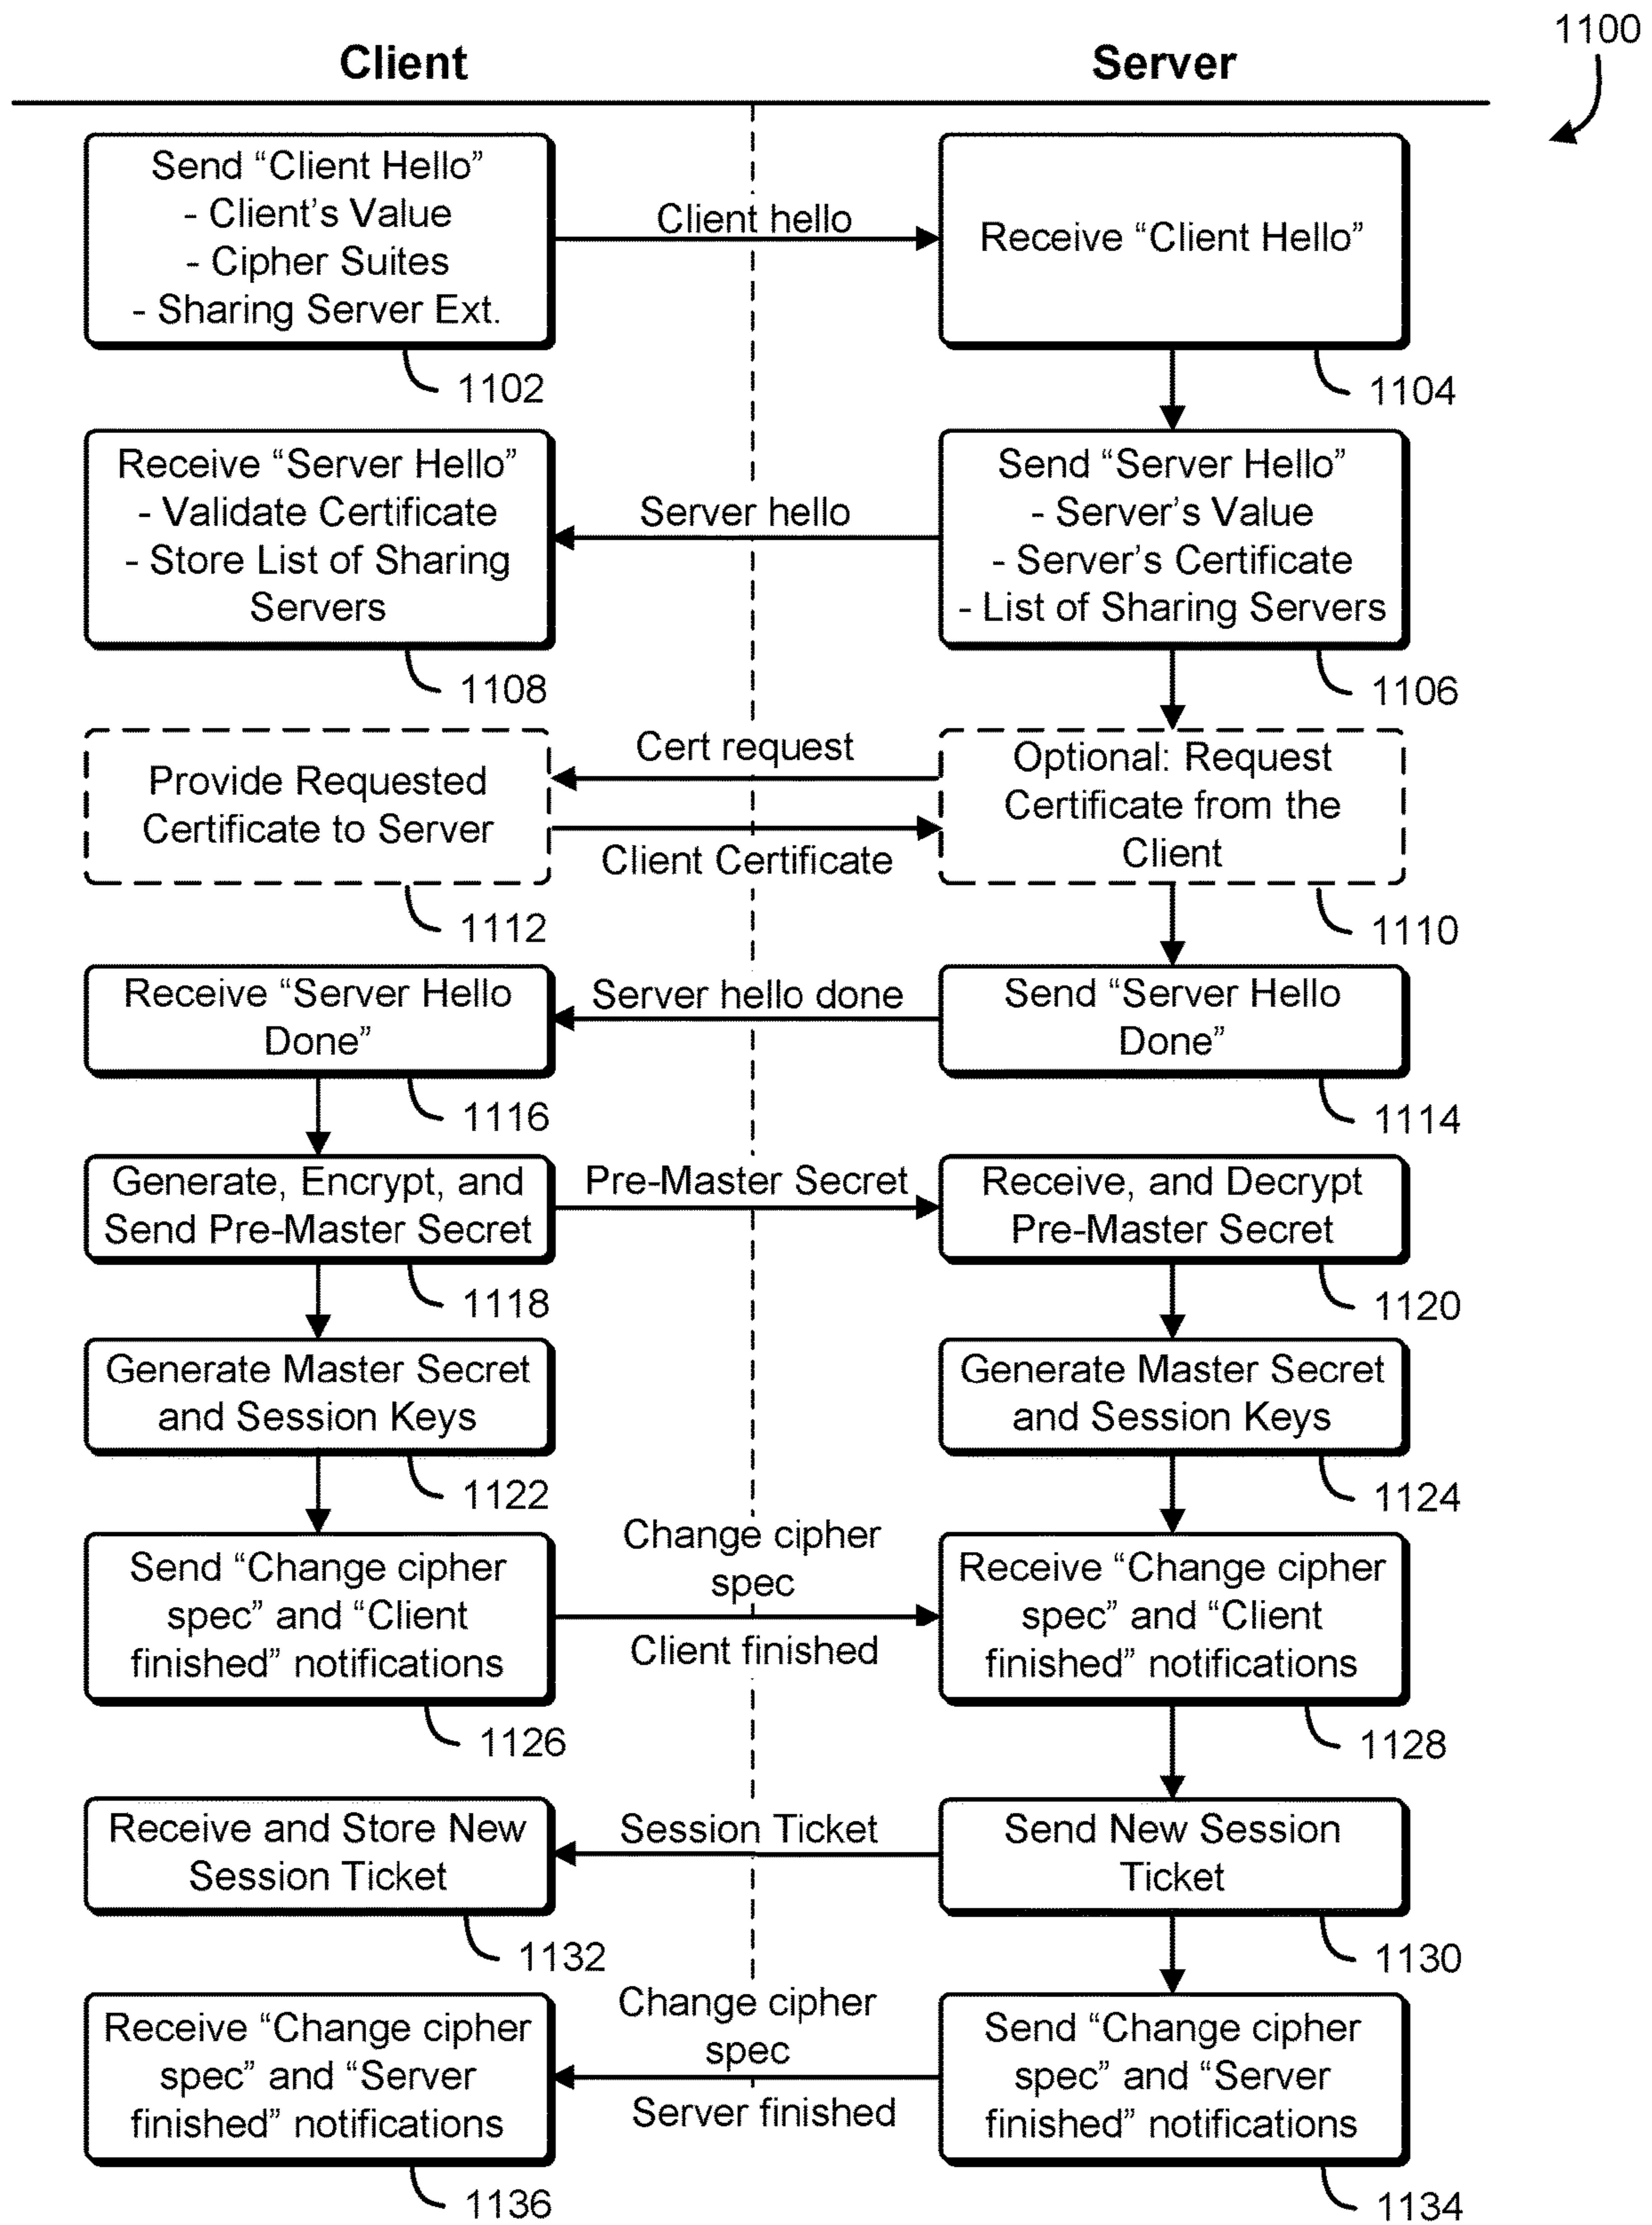 1100
Client
Server
Send “Client Hello”
- Client’s Value
- Cipher Suites
- Sharing Server Ext.
1102
Client hello
Receive “Client Hello”
1104
Receive “Server Hello”
- Validate Certificate
- Store List of Sharing
Servers
1108
Server hello
Send “Server Hello”
- Server’s Value
- Server’s Certificate
- List of Sharing Servers
1106
Provide Requested
Certificate to Server
1112
Cert request
Client Certificate
Optional: Request
Certificate from the
Client
1110
Receive “Server Hello
Done”
1116
Server hello done
Send “Server Hello
Done”
1114
Generate, Encrypt, and
Send Pre-Master Secret
1118
Pre-Master Secret
Receive, and Decrypt
Pre-Master Secret
1120
Generate Master Secret
and Session Keys
1122
Generate Master Secret
and Session Keys
1124
Send “Change cipher
spec” and “Client
finished” notifications
1126
Change cipher
spec
Client finished
Receive “Change cipher
spec” and “Client
finished” notifications
1128
Receive and Store New
Session Ticket
1132
Session Ticket
Send New Session
Ticket
1130
Receive “Change cipher
spec” and “Server
finished” notifications
1136
Change cipher
spec
Server finished
Send “Change cipher
spec” and “Server
finished” notifications
1134